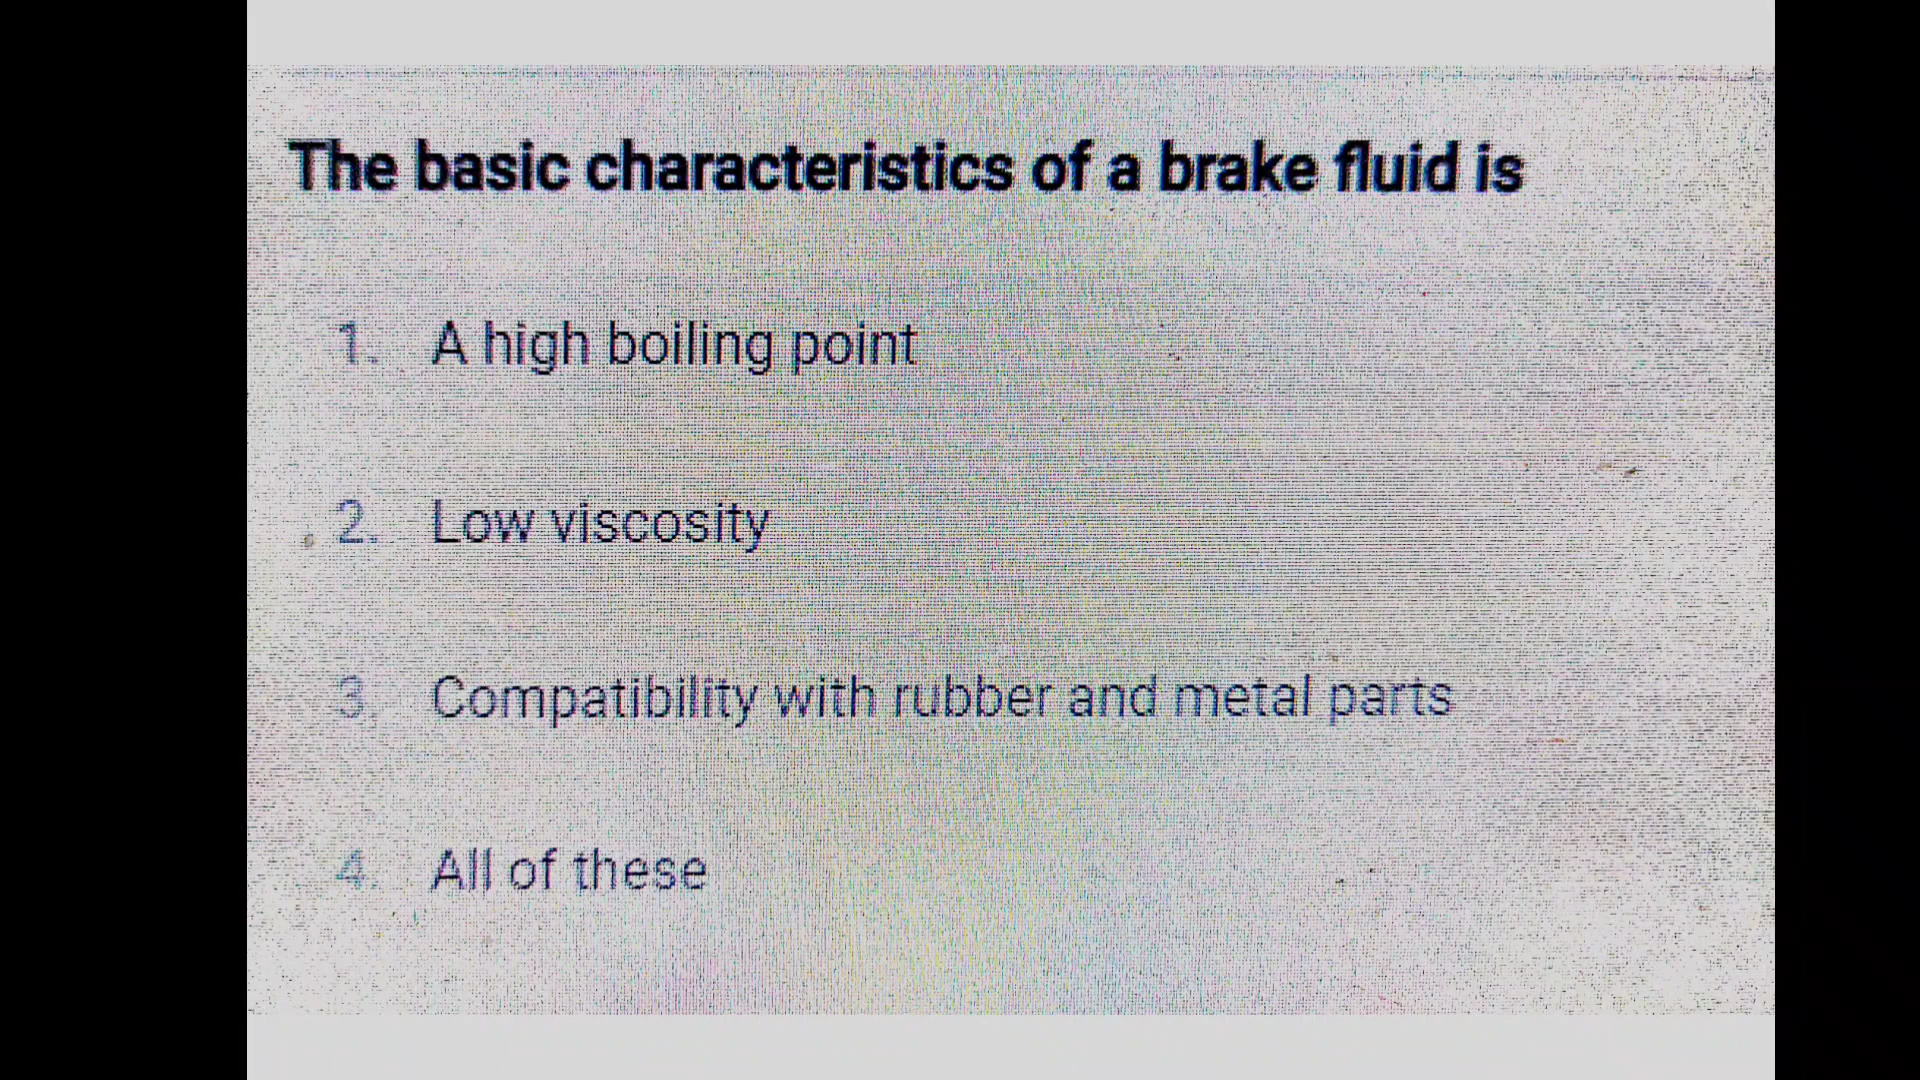 The basic characteristics of a brake fluid is
1. A high boiling point
2. Low viscosity
3. Compatibility with rubber and metal parts
4. All of these